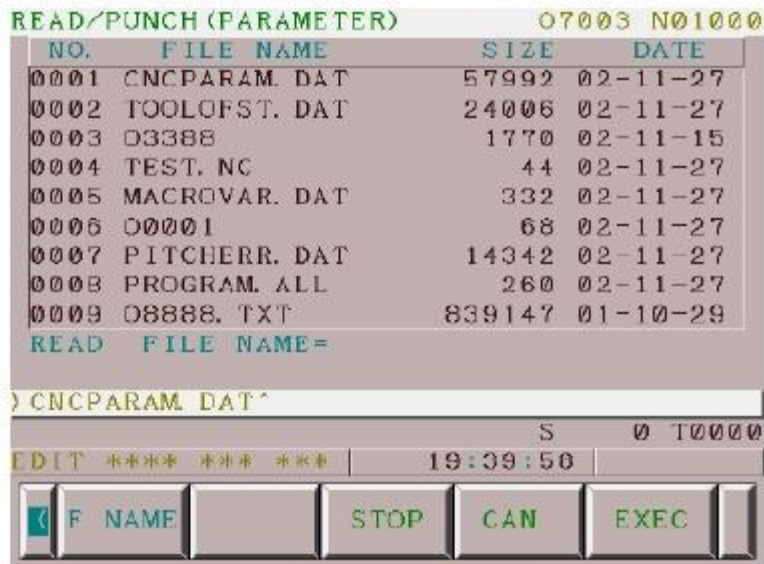 READ/PUNCH (PARAMETER) O7003 N01000
NO. FILE NAME SIZE DATE
0001 CNCPARAM. DAT 57992 02-11-27
0002 TOOLOFST. DAT 24006 02-11-27
0003 O3388 1770 02-11-15
0004 TEST. NC 44 02-11-27
0005 MACROVAR. DAT 332 02-11-27
0006 O0001 68 02-11-27
0007 PITCHERR. DAT 14342 02-11-27
0008 PROGRAM. ALL 260 02-11-27
0009 O8888. TXT 839147 01-10-29
READ FILE NAME=
) CNCPARAM. DAT^
S 0 T0000
EDIT **** *** *** 19:39:58
( F NAME STOP CAN EXEC